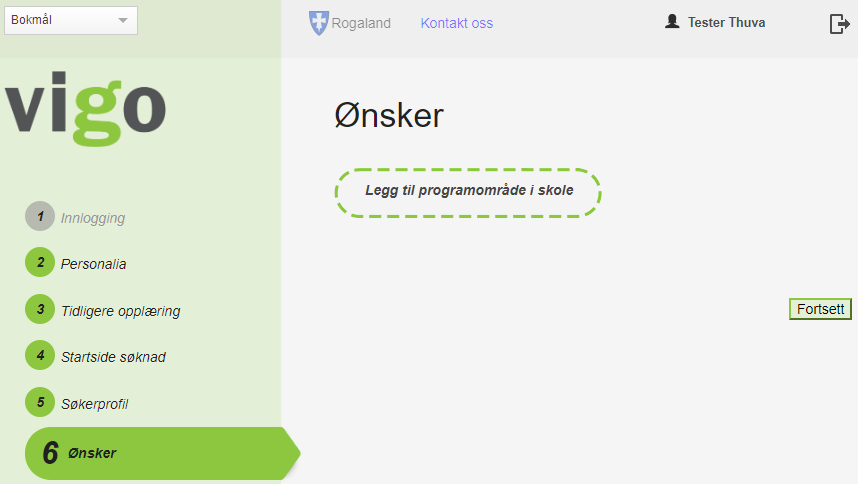 Bokmål
Rogaland
Kontakt oss
Tester Thuva
vigo
Ønsker
Legg til programområde i skole
1 Innlogging
2 Personalia
3 Tidligere opplæring
Fortsett
4 Startside søknad
5 Søkerprofil
6 Ønsker